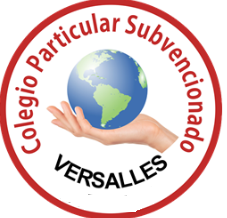 Colegio Particular Subvencionado
VERSALLES